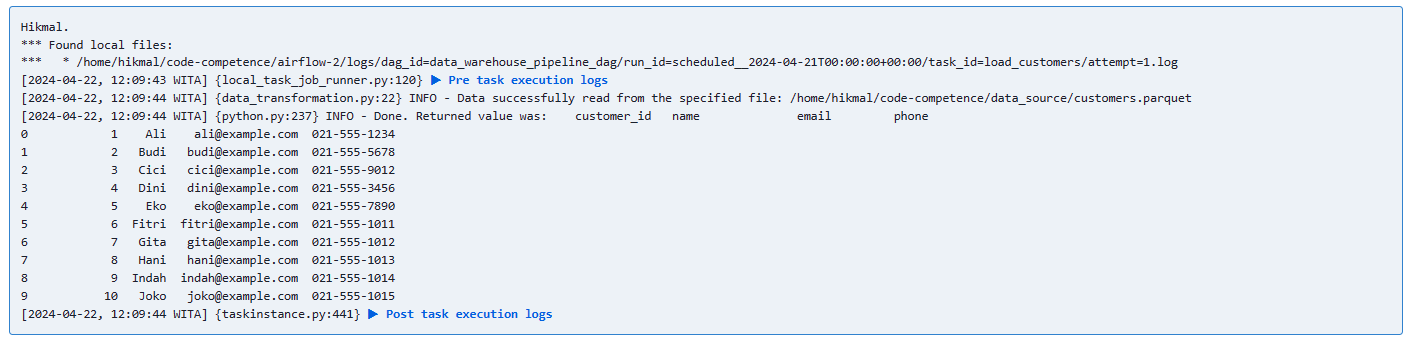 Hikmal.
*** Found local files:
***   * /home/hikmal/code-competence/airflow-2/logs/dag_id=data_warehouse_pipeline_dag/run_id=scheduled__2024-04-21T00:00:00+00:00/task_id=load_customers/attempt=1.log
[2024-04-22, 12:09:43 WITA] {local_task_job_runner.py:120} ▶ Pre task execution logs
[2024-04-22, 12:09:44 WITA] {data_transformation.py:22} INFO - Data successfully read from the specified file: /home/hikmal/code-competence/data_source/customers.parquet
[2024-04-22, 12:09:44 WITA] {python.py:237} INFO - Done. Returned value was:    customer_id   name              email         phone
0            1    Ali    ali@example.com  021-555-1234
1            2   Budi   budi@example.com  021-555-5678
2            3   Cici   cici@example.com  021-555-9012
3            4   Dini   dini@example.com  021-555-3456
4            5    Eko    eko@example.com  021-555-7890
5            6  Fitri  fitri@example.com  021-555-1011
6            7   Gita   gita@example.com  021-555-1012
7            8   Hani   hani@example.com  021-555-1013
8            9  Indah  indah@example.com  021-555-1014
9           10   Joko   joko@example.com  021-555-1015
[2024-04-22, 12:09:44 WITA] {taskinstance.py:441} ▶ Post task execution logs